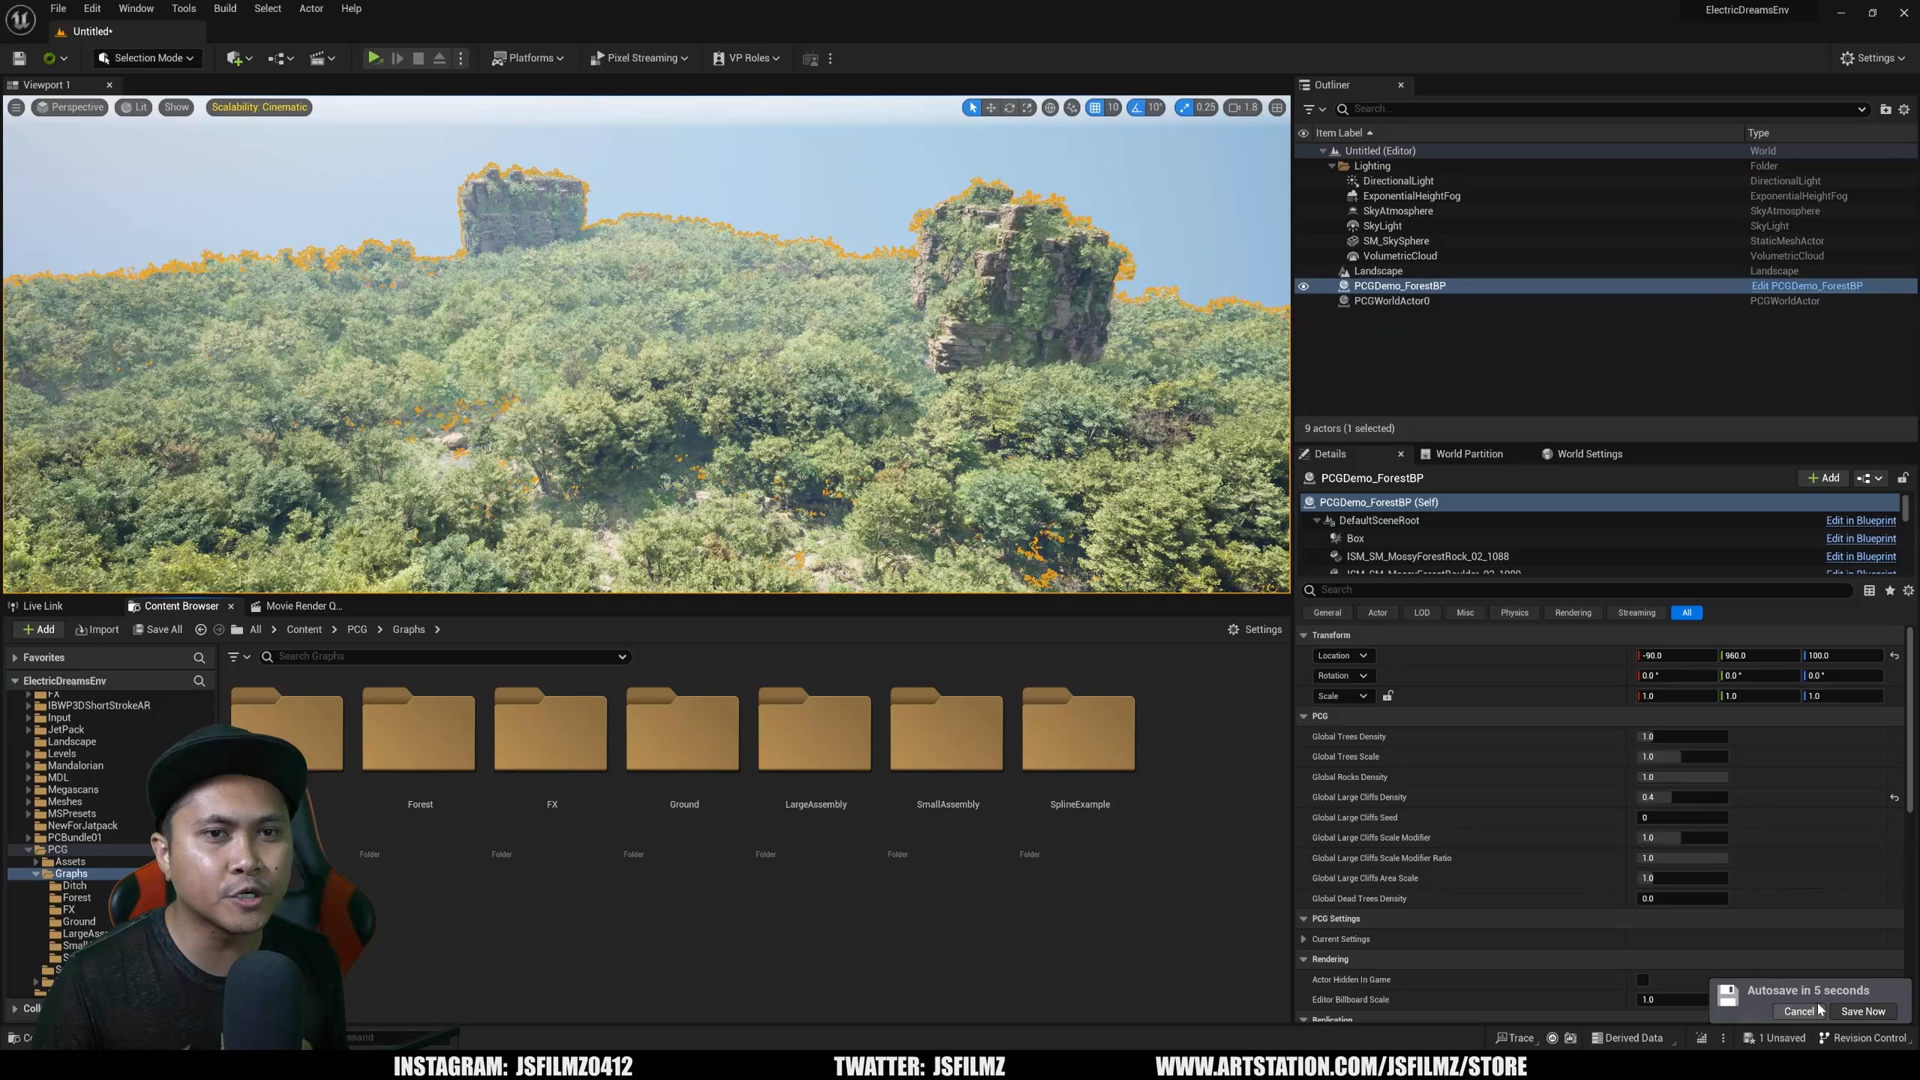 File Edit Window Tools Build Select Actor Help
ElectricDreamsEnv
Untitled*
Selection Mode
Platforms
Pixel Streaming
VP Roles
Settings
Viewport 1
Perspective
Lit
Show
Scalability: Cinematic
10
10°
0.25
1.8
Outliner
Search...
Item Label
Type
Untitled (Editor) World
Lighting Folder
DirectionalLight DirectionalLight
ExponentialHeightFog ExponentialHeightFog
SkyAtmosphere SkyAtmosphere
SkyLight SkyLight
SM_SkySphere StaticMeshActor
VolumetricCloud VolumetricCloud
Landscape Landscape
PCGDemo_ForestBP Edit PCGDemo_ForestBP
PCGWorldActor0 PCGWorldActor
9 actors (1 selected)
Details
World Partition
World Settings
PCGDemo_ForestBP
Add
PCGDemo_ForestBP (Self)
DefaultSceneRoot Edit in Blueprint
Box Edit in Blueprint
ISM_SM_MossyForestRock_02_1088 Edit in Blueprint
Search
General Actor LOD Misc Physics Rendering Streaming All
Transform
Location -90.0 960.0 100.0
Rotation 0.0° 0.0° 0.0°
Scale 1.0 1.0 1.0
PCG
Global Trees Density 1.0
Global Trees Scale 1.0
Global Rocks Density 1.0
Global Large Cliffs Density 0.4
Global Large Cliffs Seed 0
Global Large Cliffs Scale Modifier 1.0
Global Large Cliffs Scale Modifier Ratio 1.0
Global Large Cliffs Area Scale 1.0
Global Dead Trees Density 0.0
PCG Settings
Current Settings
Rendering
Actor Hidden In Game
Editor Billboard Scale 1.0
Replication
Autosave in 5 seconds
Cancel
Save Now
Live Link
Content Browser
Movie Render Q...
Add
Import
Save All
All
Content
PCG
Graphs
Settings
Favorites
Search Graphs
ElectricDreamsEnv
FX
IBWP3DShortStrokeAR
Input
JetPack
Landscape
Levels
Mandalorian
MDL
Megascans
Meshes
MSPresets
NewForJatpack
PCBundle01
PCG
Assets
Graphs
Ditch
Forest
FX
Ground
LargeAss
Forest
FX
Ground
LargeAssembly
SmallAssembly
SplineExample
Folder
Folder
Folder
Folder
Folder
Folder
Trace
Derived Data
1 Unsaved
Revision Control
INSTAGRAM: JSFILMZ0412
TWATTER: JSFILMZ
WWW.ARTSTATION.COM/JSFILMZ/STORE